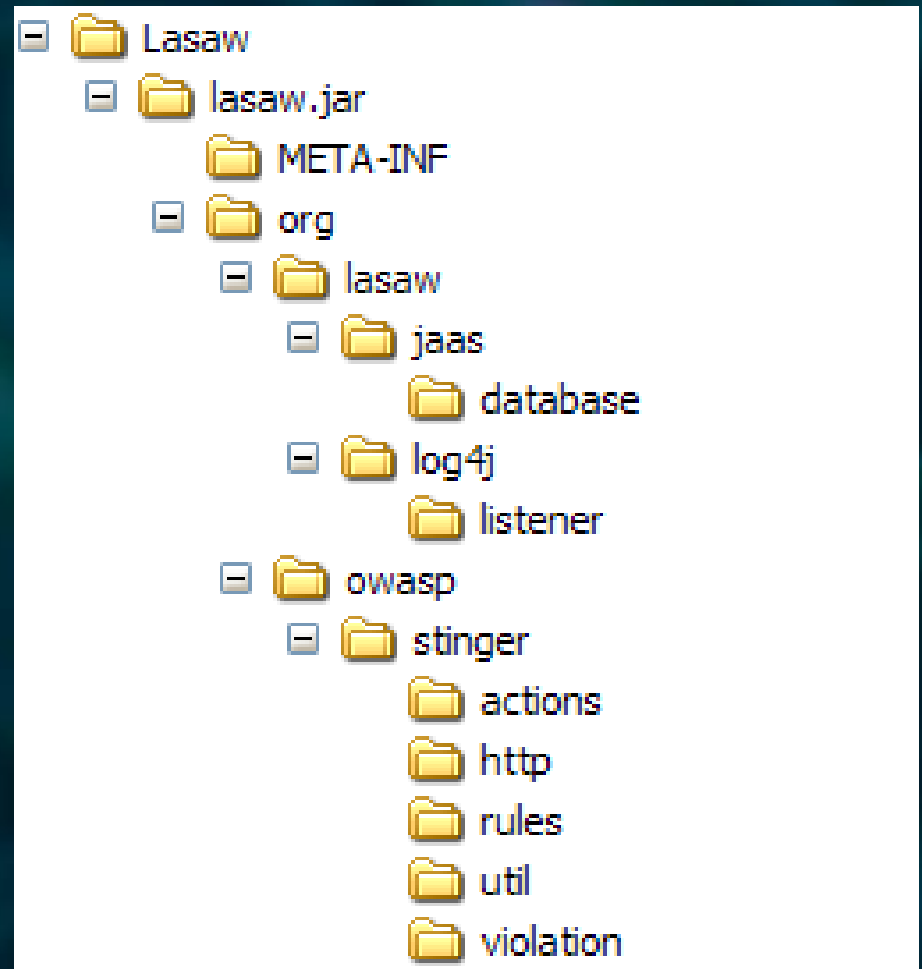 Lasaw
lasaw.jar
META-INF
org
lasaw
jaas
database
log4j
listener
owasp
stinger
actions
http
rules
util
violation